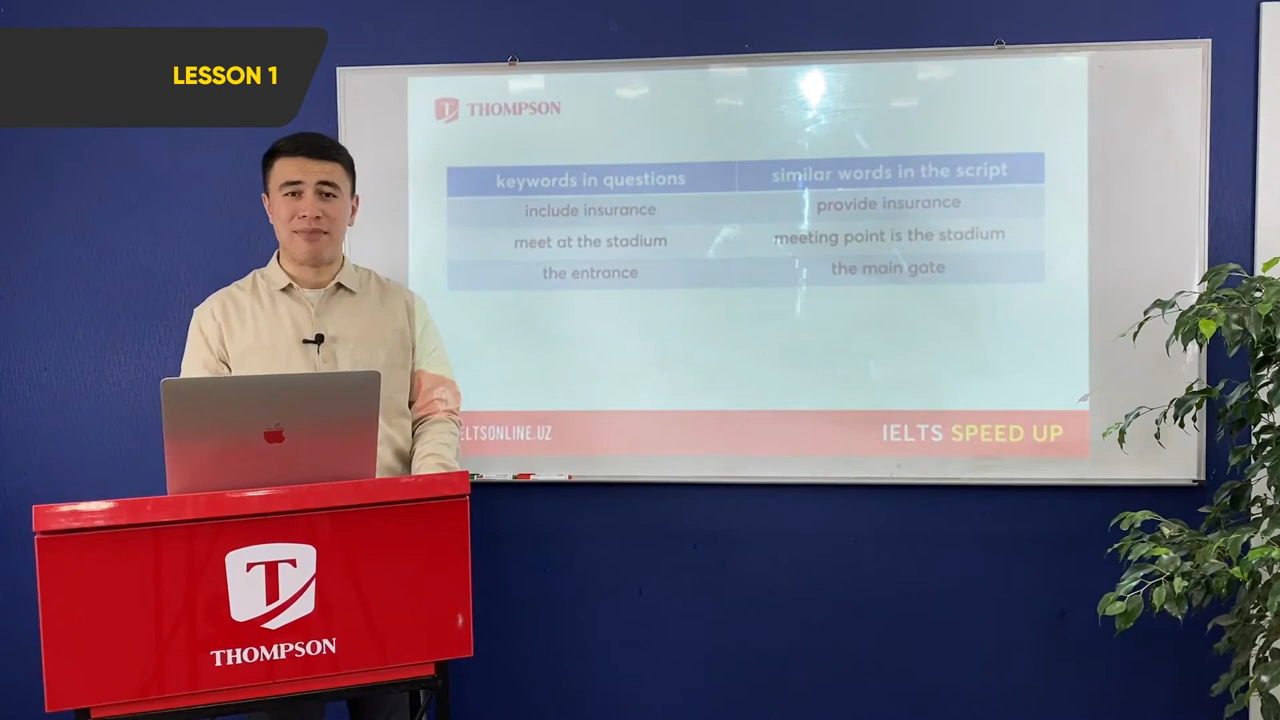 LESSON 1
THOMPSON
keywords in questions similar words in the script
include insurance provide insurance
meet at the stadium meeting point is the stadium
the entrance the main gate
ELTSONLINE.UZ IELTS SPEED UP
T
THOMPSON